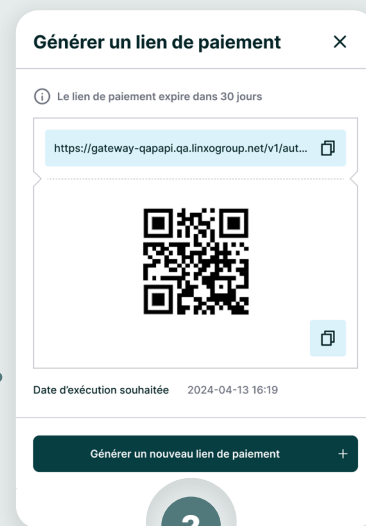 Générer un lien de paiement
Le lien de paiement expire dans 30 jours
https://gateway-qapapi.qa.linxogroup.net/v1/aut...
Date d'exécution souhaitée 2024-04-13 16:19
Générer un nouveau lien de paiement +